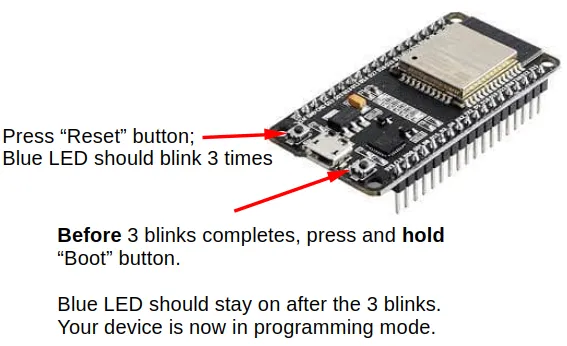 Press “Reset” button;
Blue LED should blink 3 times
Before 3 blinks completes, press and hold
“Boot” button.
Blue LED should stay on after the 3 blinks.
Your device is now in programming mode.